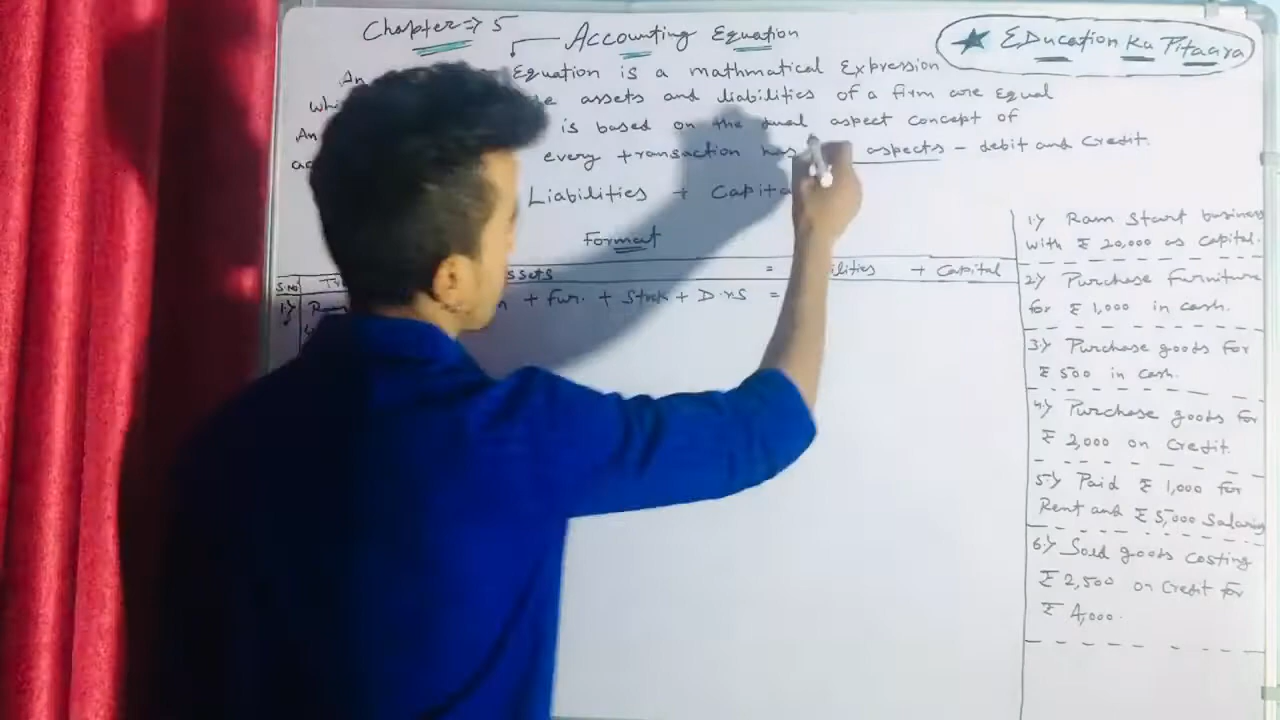 Chapter => 5 Accounting Equation
★ EDucation Ka Pitaara
An Equation is a mathmatical Expression
assets and liabilities of a firm are Equal
An is based on the dual aspect concept of
every transaction has aspects - debit and Credit.
Liabilities + Capita
Format
S.No ssets = ilities + Capital
1.) Ram + Fur. + Stock + D.rs =
1.) Ram Start business
with ₹ 20,000 as Capital.
2.) Purchase Furniture
for ₹ 1,000 in cash.
3.) Purchase goods for
₹ 500 in cash.
4.) Purchase goods for
₹ 2,000 on Credit.
5.) Paid ₹ 1,000 for
Rent and ₹ 5,000 Salaries
6.) Sold goods costing
₹ 2,500 on Credit for
₹ 4,000.